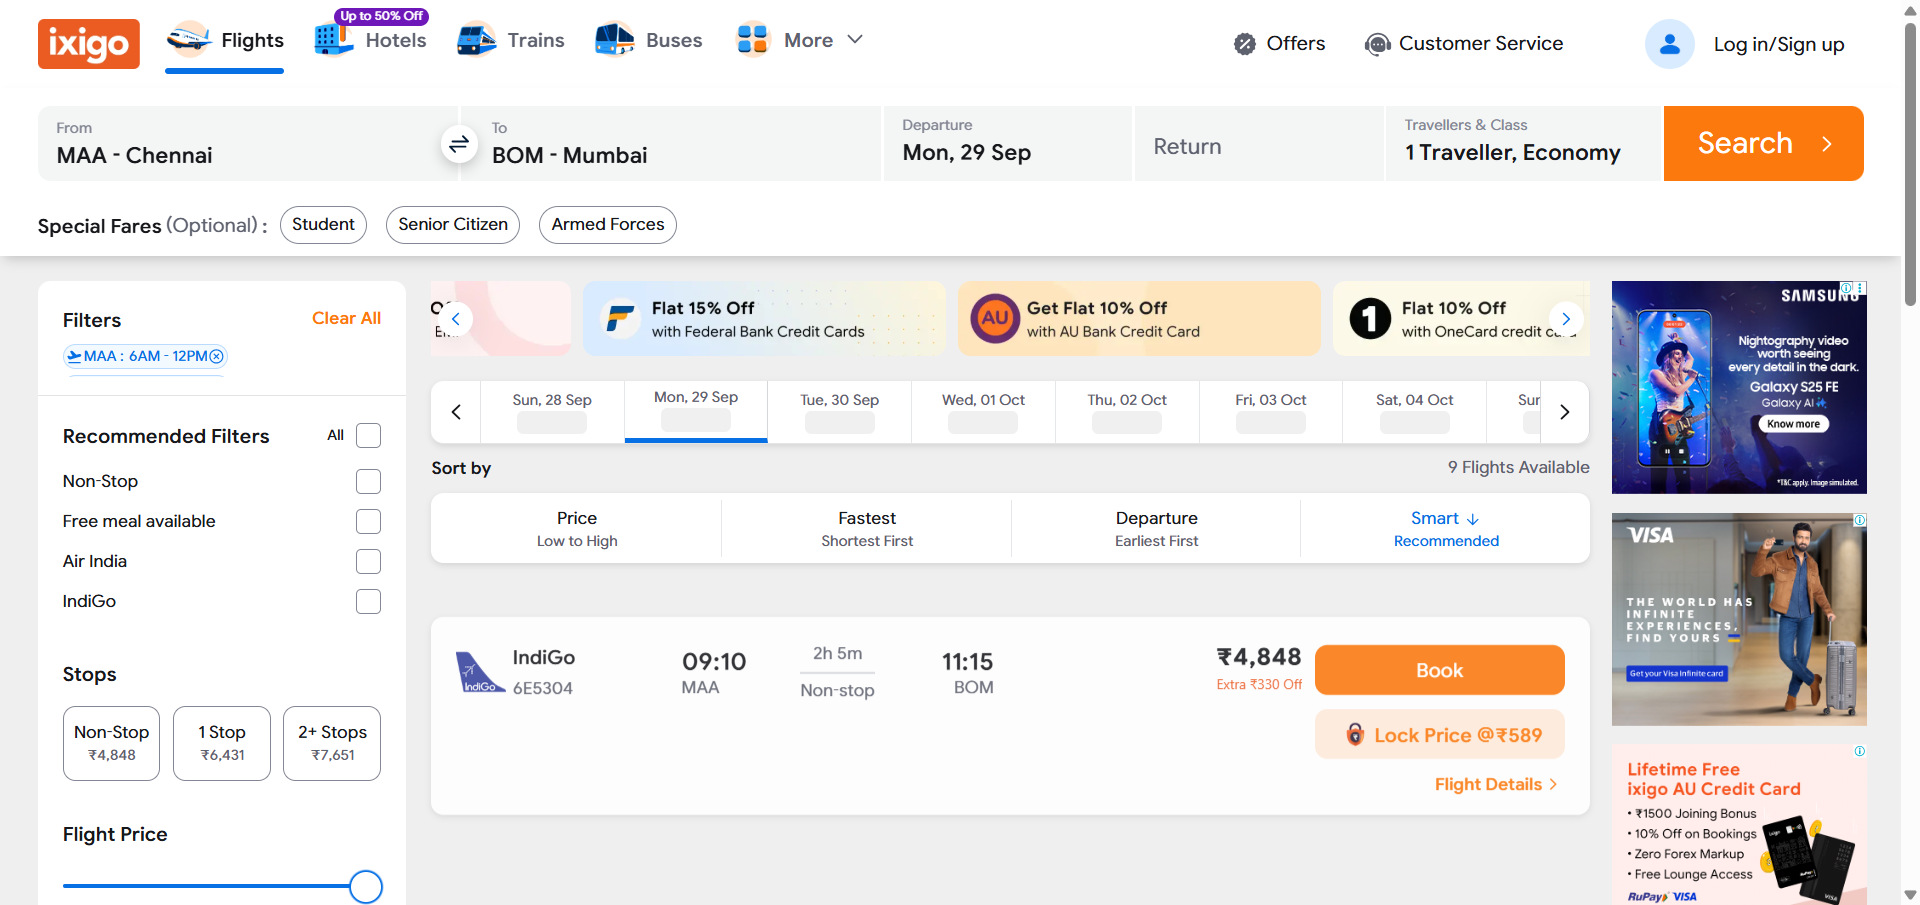 ixigo
Flights
Up to 50% Off
Hotels
Trains
Buses
More
Offers
Customer Service
Log in/Sign up
From
MAA - Chennai
To
BOM - Mumbai
Departure
Mon, 29 Sep
Return
Travellers & Class
1 Traveller, Economy
Search
Special Fares (Optional) :
Student
Senior Citizen
Armed Forces
Filters
Clear All
MAA : 6AM - 12PM
Recommended Filters
All
Non-Stop
Free meal available
Air India
IndiGo
Stops
Non-Stop
₹4,848
1 Stop
₹6,431
2+ Stops
₹7,651
Flight Price
Flat 15% Off
with Federal Bank Credit Cards
AU
Get Flat 10% Off
with AU Bank Credit Card
1
Flat 10% Off
with OneCard credit
Sun, 28 Sep
Mon, 29 Sep
Tue, 30 Sep
Wed, 01 Oct
Thu, 02 Oct
Fri, 03 Oct
Sat, 04 Oct
Sun
Sort by
9 Flights Available
Price
Low to High
Fastest
Shortest First
Departure
Earliest First
Smart
Recommended
IndiGo
IndiGo
6E5304
09:10
MAA
2h 5m
Non-stop
11:15
BOM
₹4,848
Extra ₹330 Off
Book
Lock Price @₹589
Flight Details
SAMSUNG
Nightography video
worth seeing
every detail in the dark.
Galaxy S25 FE
Galaxy AI
Know more
*T&C apply. Image simulated.
VISA
THE WORLD HAS
INFINITE
EXPERIENCES,
FIND YOURS
Get your Visa Infinite card
Lifetime Free
ixigo AU Credit Card
• ₹1500 Joining Bonus
• 10% Off on Bookings
• Zero Forex Markup
• Free Lounge Access
RuPay VISA